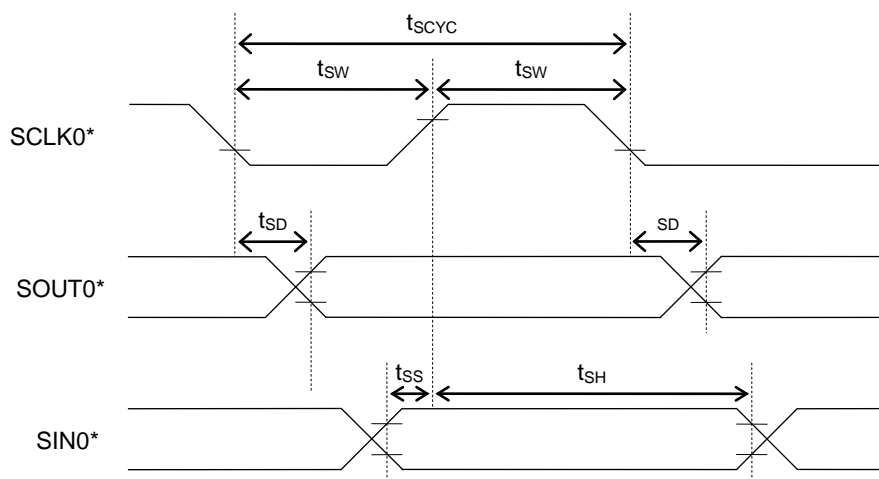 tSCYC
tSW tSW
SCLK0*
tSD SD
SOUT0*
tSS tSH
SIN0*